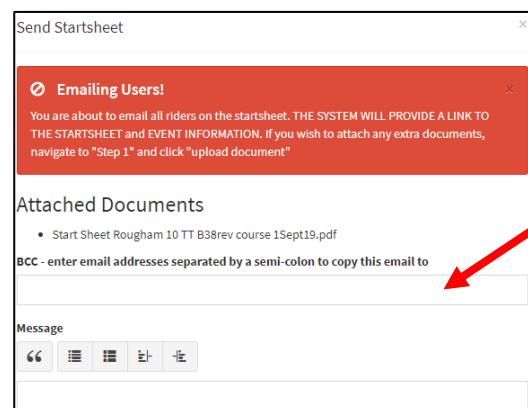 Send Startsheet
Emailing Users!
You are about to email all riders on the startsheet. THE SYSTEM WILL PROVIDE A LINK TO
THE STARTSHEET and EVENT INFORMATION. If you wish to attach any extra documents,
navigate to "Step 1" and click "upload document"
Attached Documents
• Start Sheet Rougham 10 TT B38rev course 1Sept19.pdf
BCC - enter email addresses separated by a semi-colon to copy this email to
Message